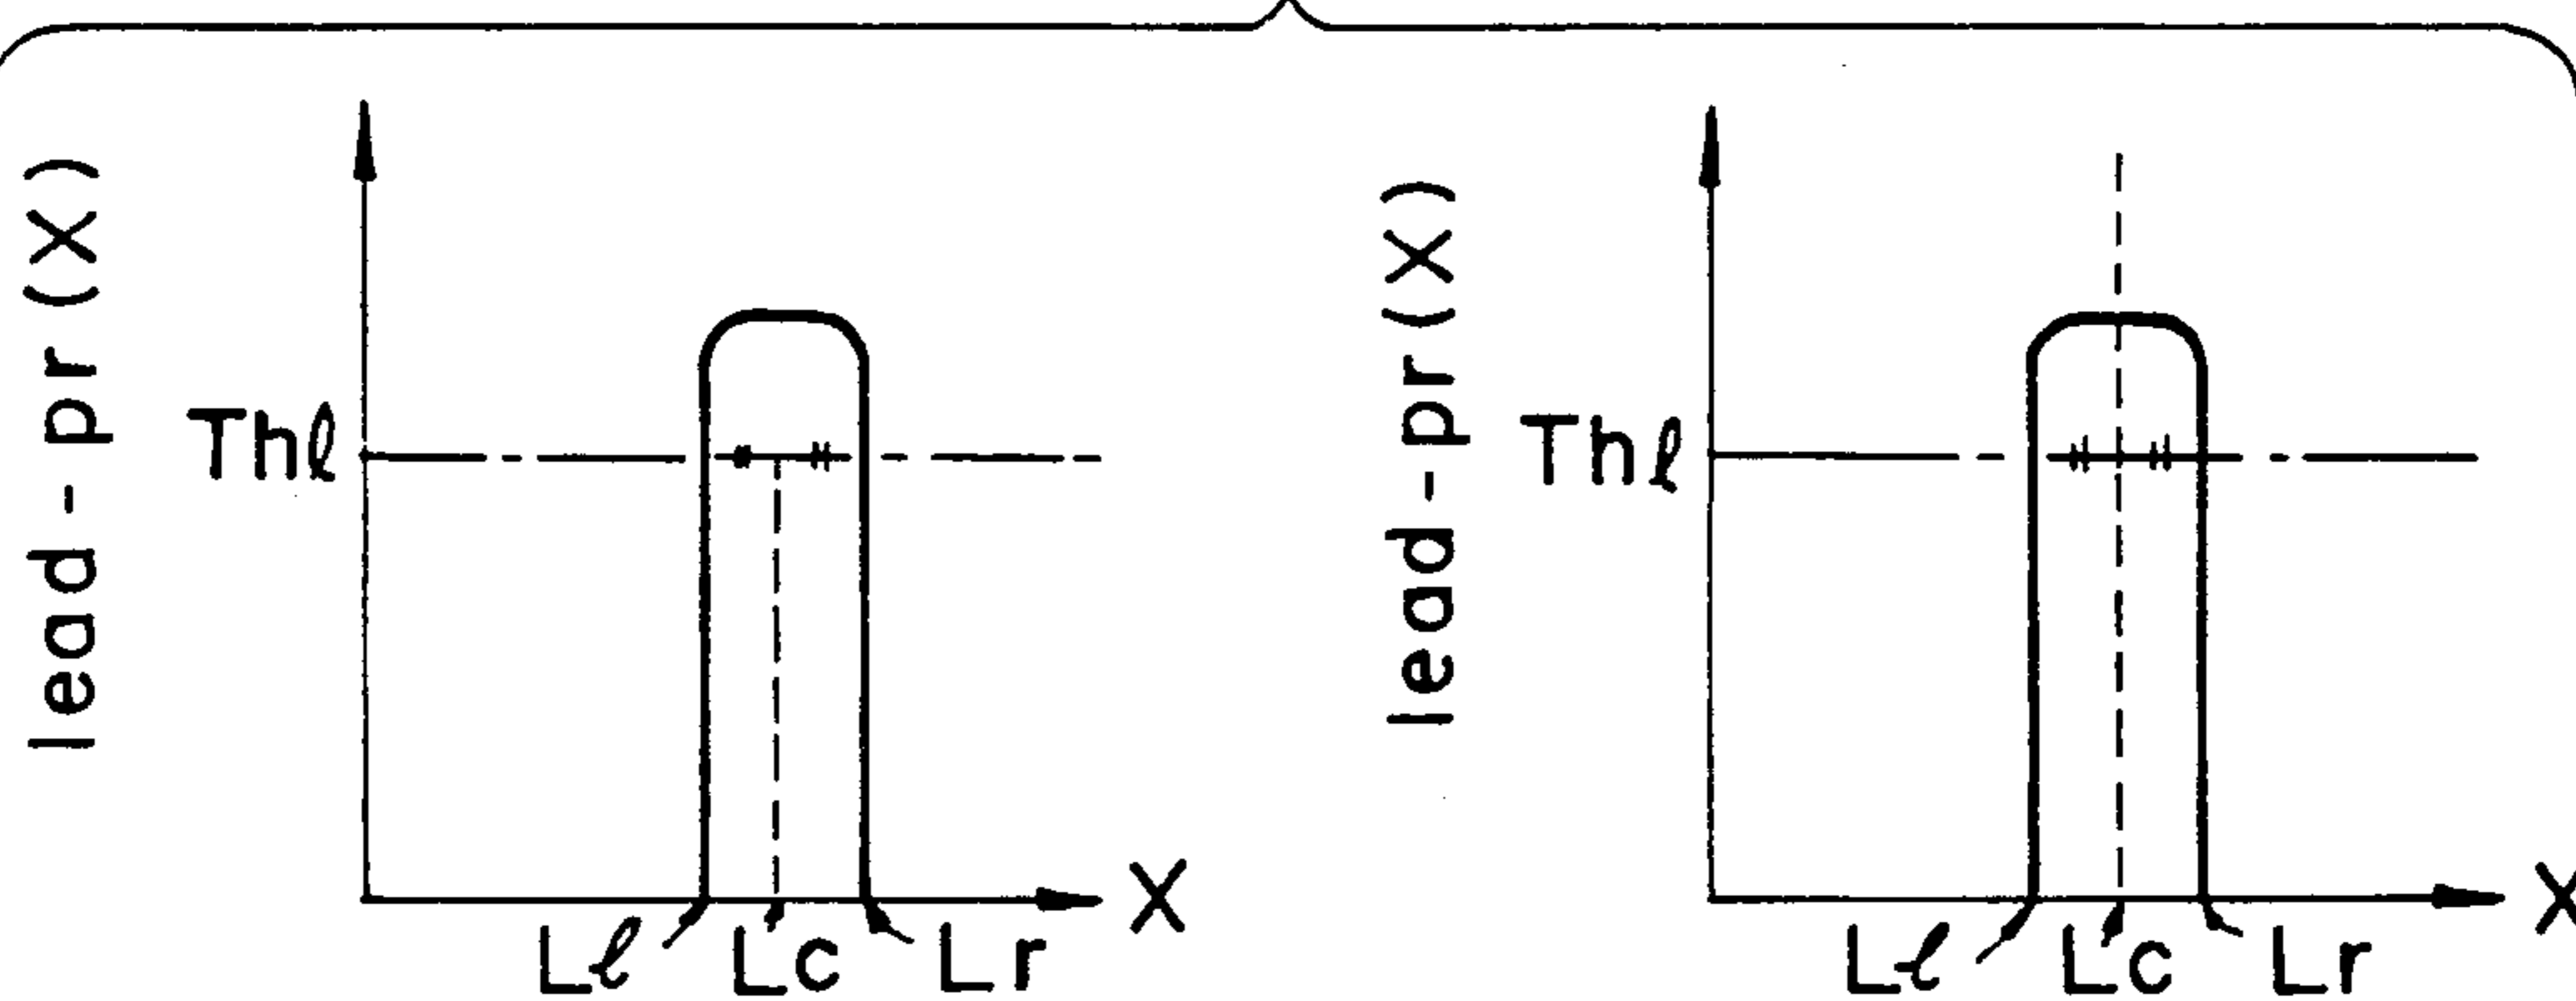 lead-pr(X)
Thℓ
X
Lℓ Lc Lr
lead-pr(X)
Thℓ
X
Lℓ Lc Lr